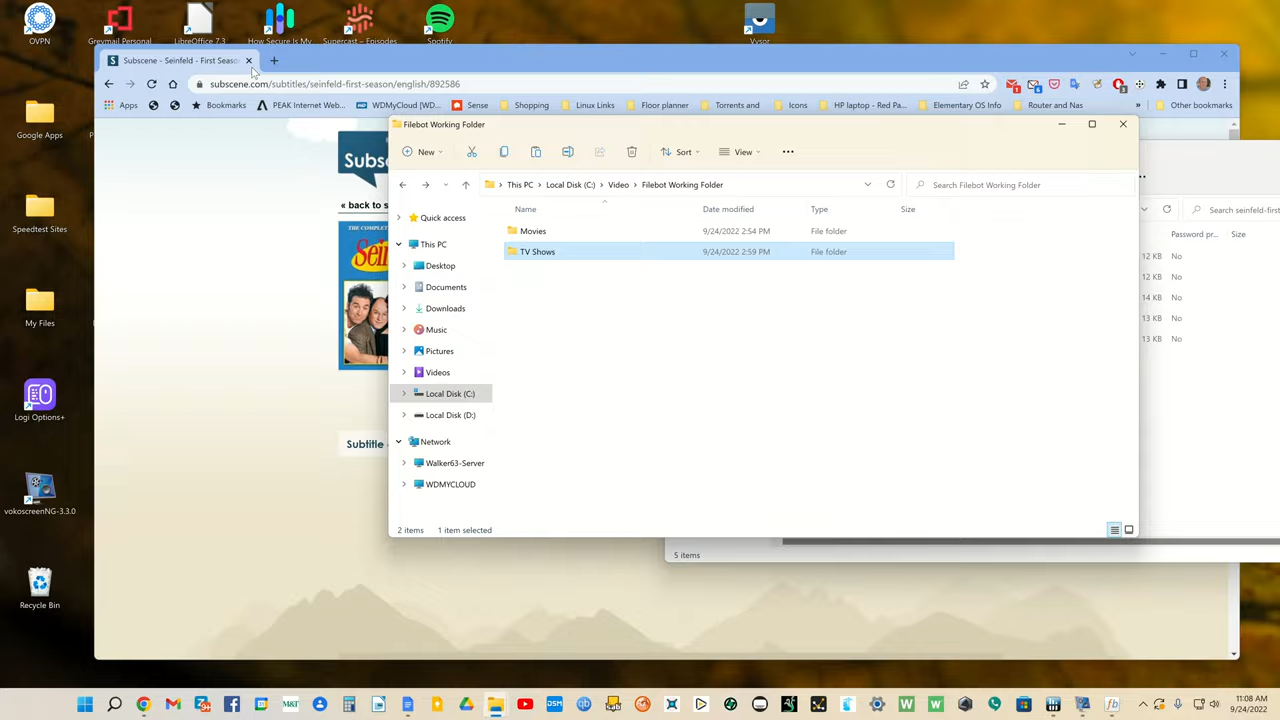 OVPN
Greymail Personal
LibreOffice 7.3
How Secure Is My
Supercast – Episodes
Spotify
Vysor
Subscene - Seinfeld - First Seaso
subscene.com/subtitles/seinfeld-first-season/english/892586
Apps
Bookmarks
PEAK Internet Web...
WDMyCloud [WD...
Sense
Shopping
Linux Links
Floor planner
Torrents and
Icons
HP laptop - Red Pa...
Elementary OS Info
Router and Nas
»
Other bookmarks
Google Apps
Speedtest Sites
My Files
Logi Options+
vokoscreenNG-3.3.0
Recycle Bin
Subs
« back to s
THE COMPLE
Sei
Subtitle
Filebot Working Folder
New
Sort
View
This PC
Local Disk (C:)
Video
Filebot Working Folder
Search Filebot Working Folder
Name
Date modified
Type
Size
Movies
9/24/2022 2:54 PM
File folder
TV Shows
9/24/2022 2:59 PM
File folder
Quick access
This PC
Desktop
Documents
Downloads
Music
Pictures
Videos
Local Disk (C:)
Local Disk (D:)
Network
Walker63-Server
WDMYCLOUD
2 items
1 item selected
Search seinfeld-first
Password pr...
Size
12 KB
No
12 KB
No
14 KB
No
13 KB
No
13 KB
No
5 items
11:08 AM
9/24/2022